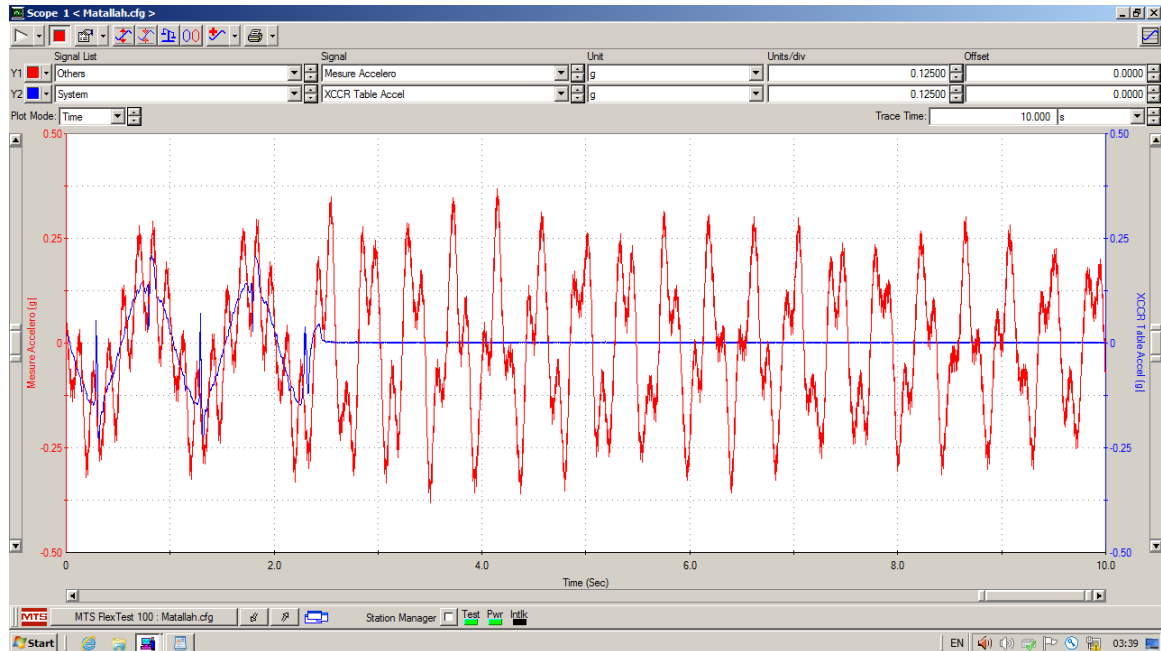 Scope 1 < Matallah.cfg >
Signal List Signal Unit Units/div Offset
Y1 Others Mesure Accelero g 0.12500 0.0000
Y2 System XCCR Table Accel g 0.12500 0.0000
Plot Mode: Time Trace Time: 10.000 s
0.50 0.50
0.25 0.25
0 0
-0.25 -0.25
-0.50 -0.50
Mesure Accelero [g]
XCCR Table Accel [g]
0 2.0 4.0 6.0 8.0 10.0
Time (Sec)
MTS MTS FlexTest 100 : Matallah.cfg Station Manager Test Pwr Intlk
Start EN 03:39